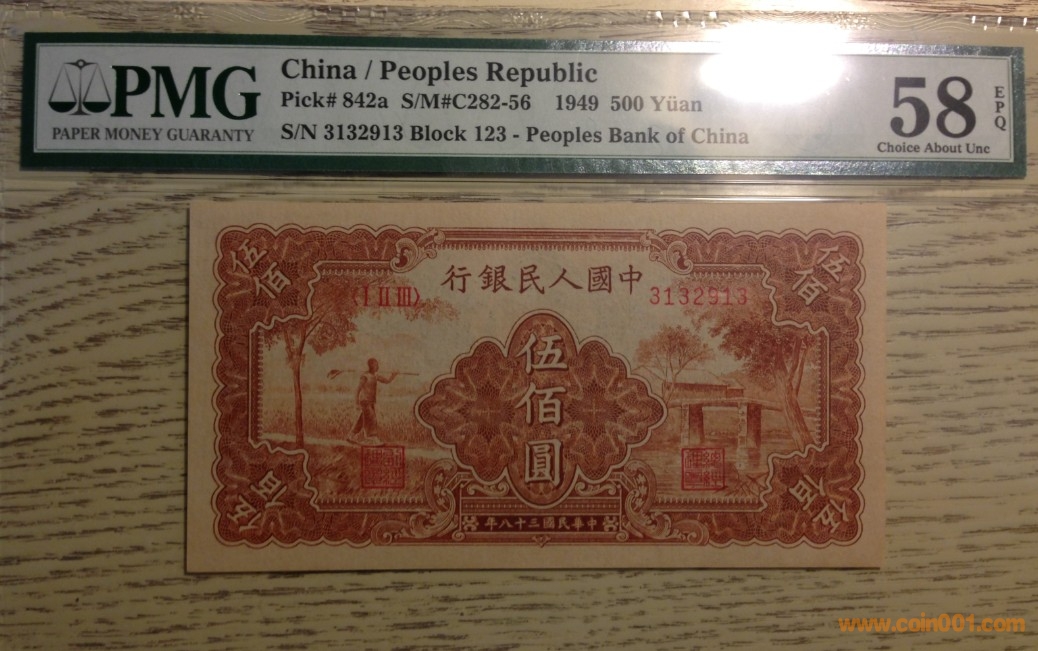 PMG
PAPER MONEY GUARANTY
China / Peoples Republic
Pick# 842a S/M#C282-56 1949 500 Yüan
S/N 3132913 Block 123 - Peoples Bank of China
58
EPQ
Choice About Unc
伍佰
伍佰
行銀民人國中
〈I II III〉
3132913
伍佰圓
伍佰
伍佰
年八十三國民華中
www.coin001.com